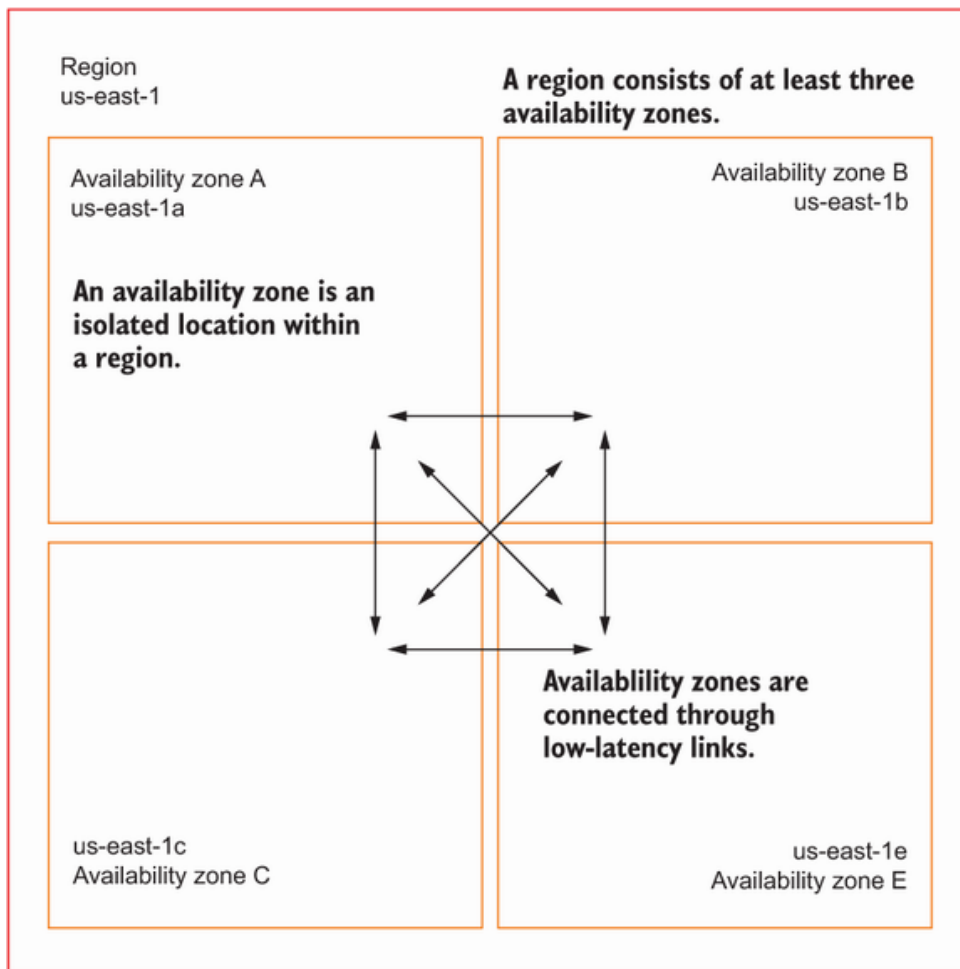 Region
us-east-1
A region consists of at least three
availability zones.
Availability zone A
us-east-1a
Availability zone B
us-east-1b
An availability zone is an
isolated location within
a region.
Availablility zones are
connected through
low-latency links.
us-east-1c
Availability zone C
us-east-1e
Availability zone E